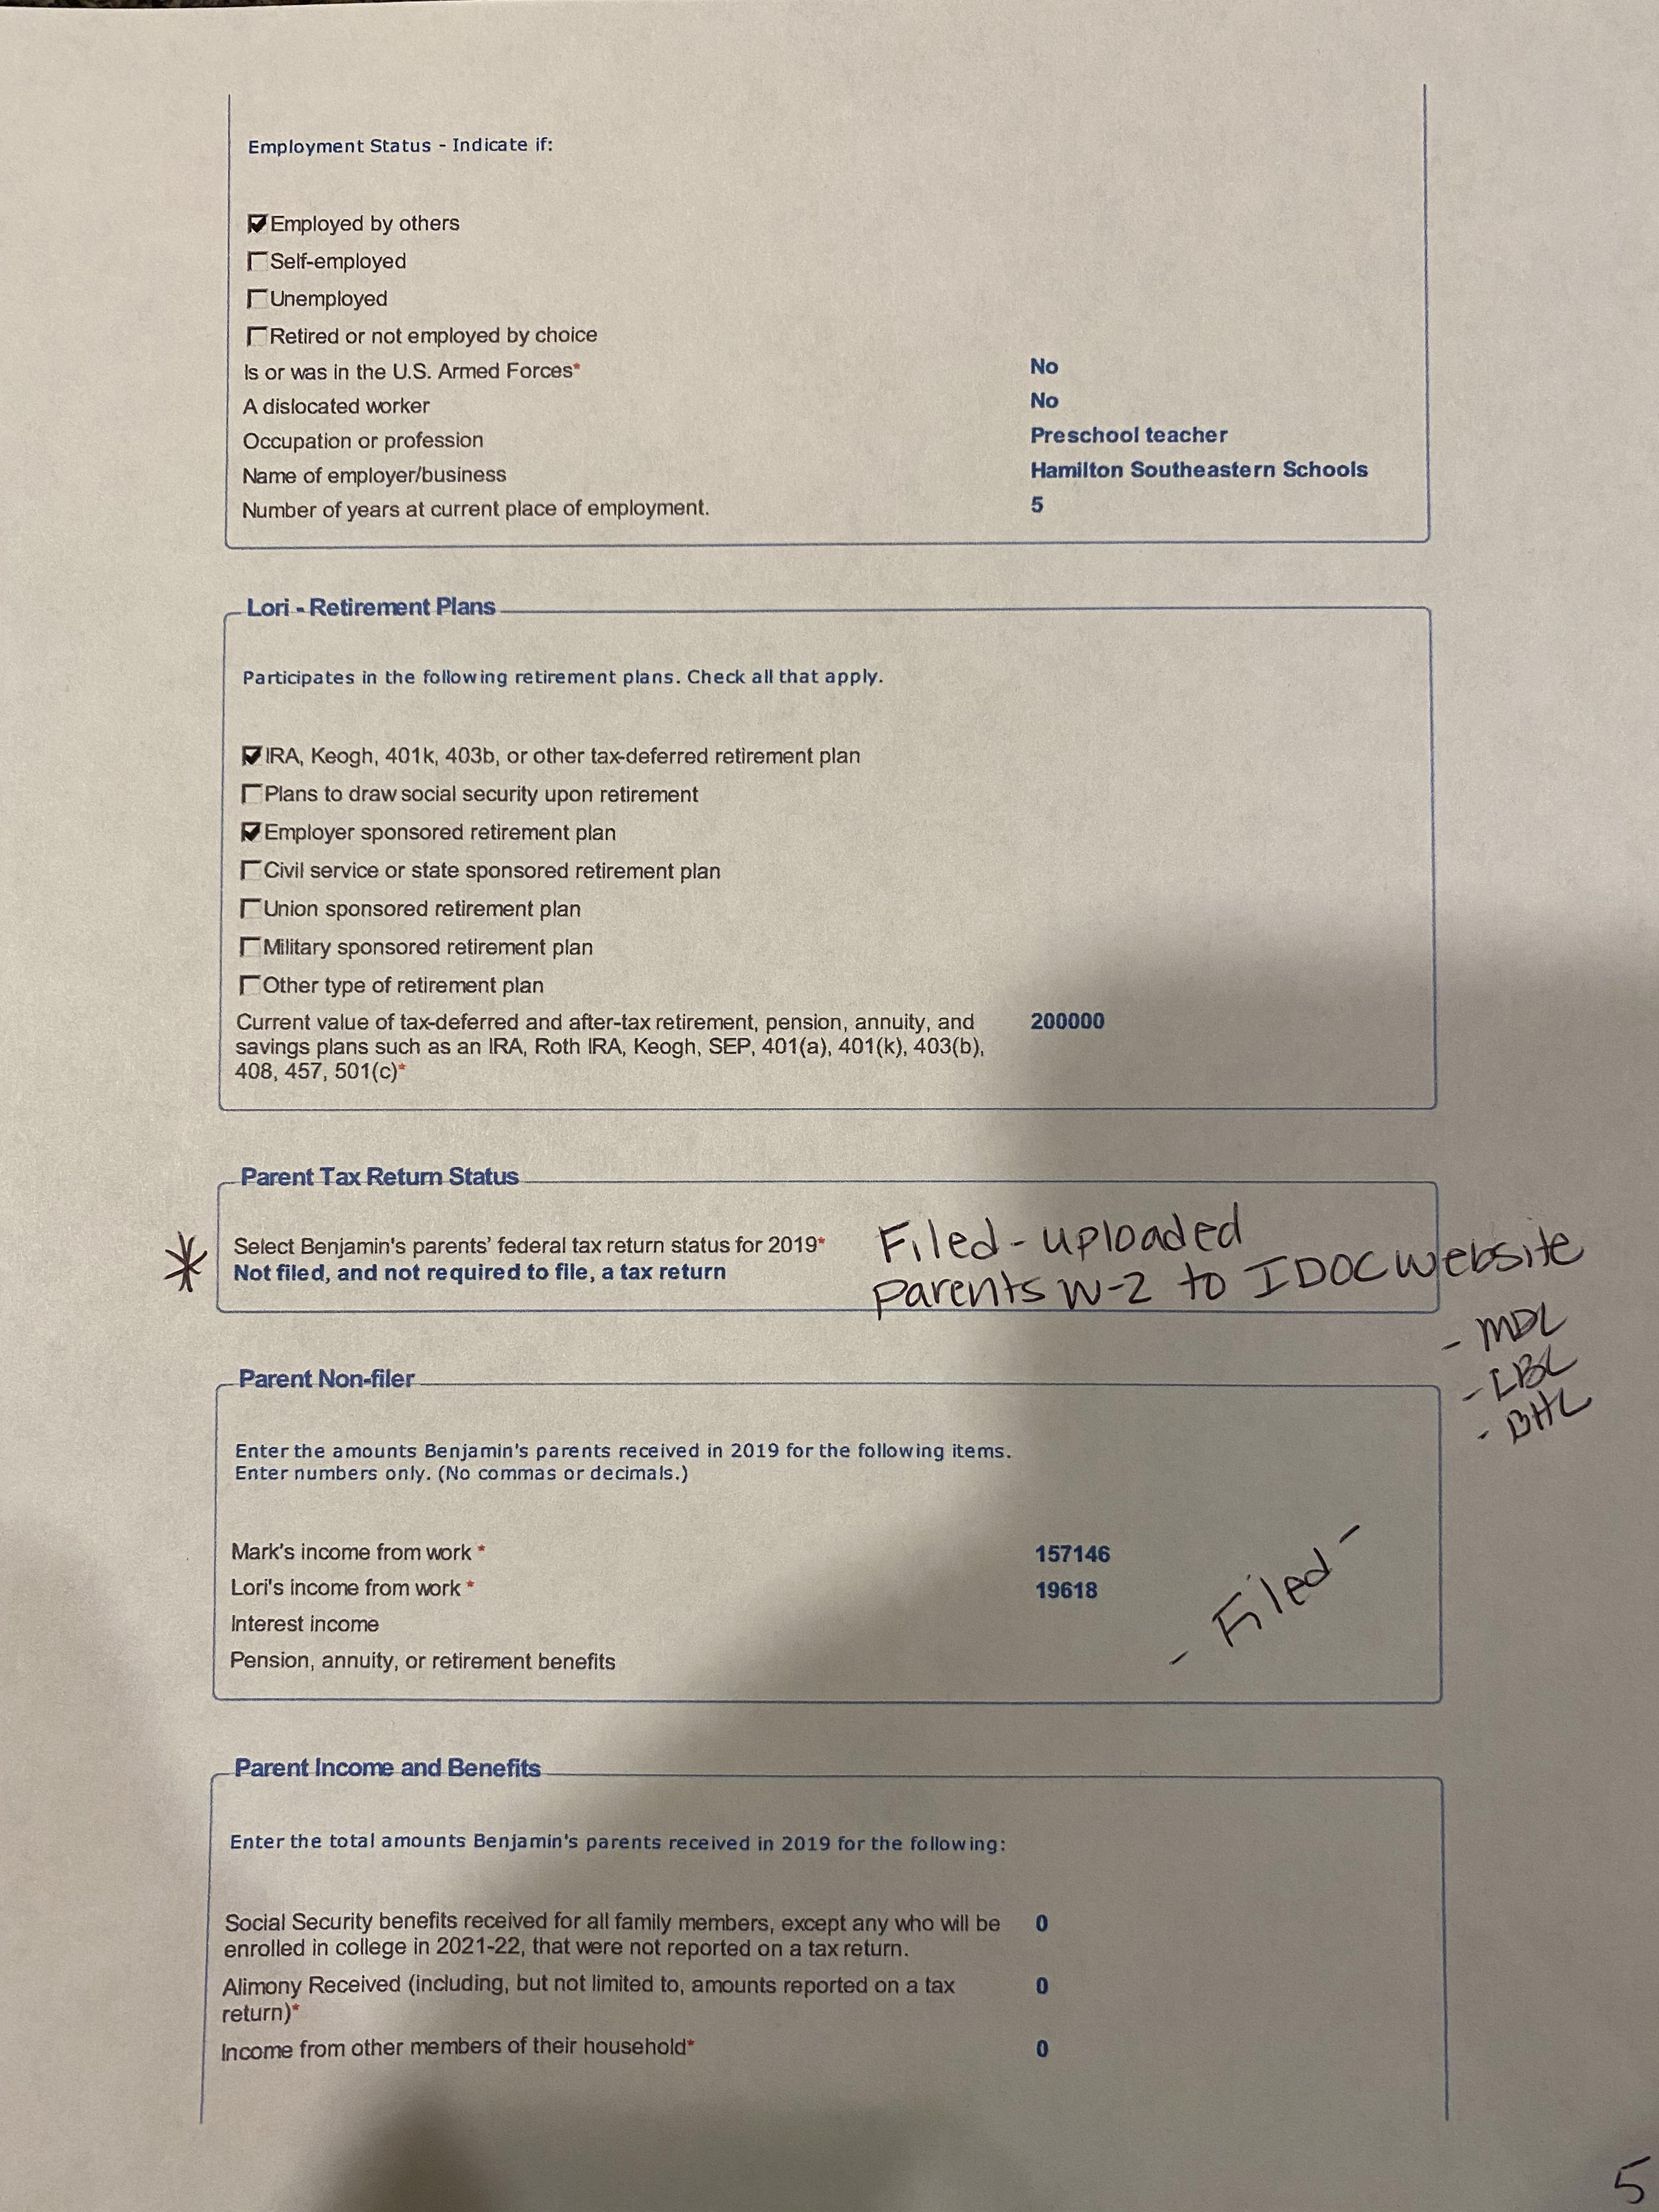 Employment Status - Indicate if:
Employed by others
Self-employed
Unemployed
Retired or not employed by choice
Is or was in the U.S. Armed Forces* No
A dislocated worker No
Occupation or profession Preschool teacher
Name of employer/business Hamilton Southeastern Schools
Number of years at current place of employment. 5
Lori - Retirement Plans
Participates in the following retirement plans. Check all that apply.
IRA, Keogh, 401k, 403b, or other tax-deferred retirement plan
Plans to draw social security upon retirement
Employer sponsored retirement plan
Civil service or state sponsored retirement plan
Union sponsored retirement plan
Military sponsored retirement plan
Other type of retirement plan
Current value of tax-deferred and after-tax retirement, pension, annuity, and 200000
savings plans such as an IRA, Roth IRA, Keogh, SEP, 401(a), 401(k), 403(b),
408, 457, 501(c)*
Parent Tax Return Status
* Select Benjamin's parents' federal tax return status for 2019* Filed - uploaded
Not filed, and not required to file, a tax return parents W-2 to IDOC website
- MDL
- LBL
- BHL
Parent Non-filer
Enter the amounts Benjamin's parents received in 2019 for the following items.
Enter numbers only. (No commas or decimals.)
Mark's income from work * 157146
Lori's income from work * 19618
- Filed -
Interest income
Pension, annuity, or retirement benefits
Parent Income and Benefits
Enter the total amounts Benjamin's parents received in 2019 for the following:
Social Security benefits received for all family members, except any who will be 0
enrolled in college in 2021-22, that were not reported on a tax return.
Alimony Received (including, but not limited to, amounts reported on a tax 0
return)*
Income from other members of their household* 0
5